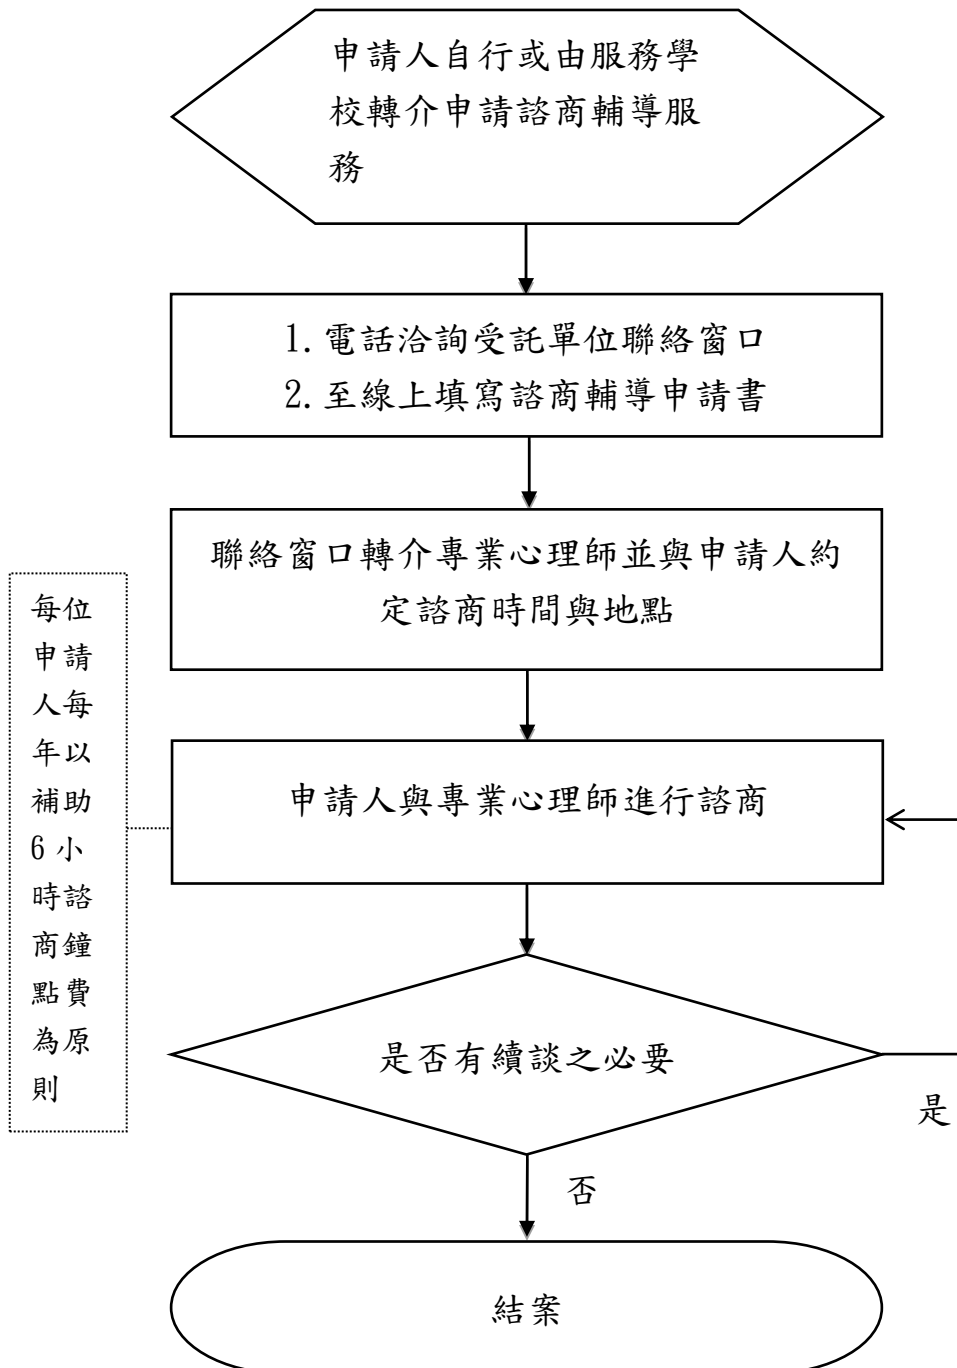 申請人自行或由服務學
校轉介申請諮商輔導服
務
1. 電話洽詢受託單位聯絡窗口
2. 至線上填寫諮商輔導申請書
聯絡窗口轉介專業心理師並與申請人約
定諮商時間與地點
每位
申請
人每
年以
補助
6 小
時諮
商鐘
點費
為原
則
申請人與專業心理師進行諮商
是否有續談之必要
是
否
結案